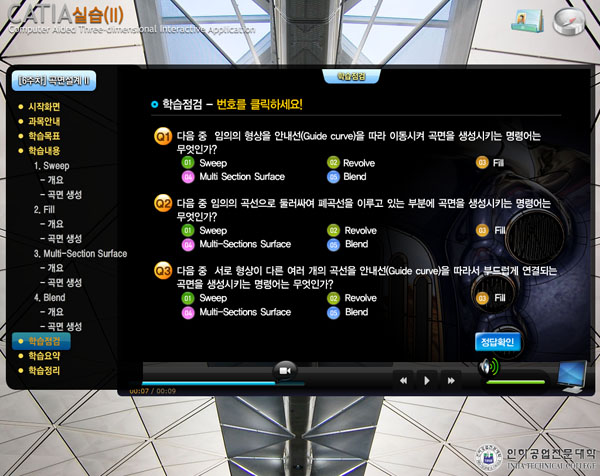 CATIA실습(II)
Computer Aided Three-dimensional Interactive Application
[6주차] 곡면설계 II
시작화면
과목안내
학습목표
학습내용
1. Sweep
- 개요
- 곡면 생성
2. Fill
- 개요
- 곡면 생성
3. Multi-Section Surface
- 개요
- 곡면 생성
4. Blend
- 개요
- 곡면 생성
학습점검
학습요약
학습정리
학습점검
학습점검 - 번호를 클릭하세요!
Q1 다음 중 임의의 형상을 안내선(Guide curve)을 따라 이동시켜 곡면을 생성시키는 명령어는
무엇인가?
01 Sweep 02 Revolve 03 Fill
04 Multi Section Surface 05 Blend
Q2 다음 중 임의의 곡선으로 둘러싸여 폐곡선을 이루고 있는 부분에 곡면을 생성시키는 명령어는
무엇인가?
01 Sweep 02 Revolve 03 Fill
04 Multi-Sections Surface 05 Blend
Q3 다음 중 서로 형상이 다른 여러 개의 곡선을 안내선(Guide curve)을 따라서 부드럽게 연결되는
곡면을 생성시키는 명령어는 무엇인가?
01 Sweep 02 Revolve 03 Fill
04 Multi-Sections Surface 05 Blend
정답확인
00:07 / 00:09
인하공업전문대학
INHA TECHNICAL COLLEGE